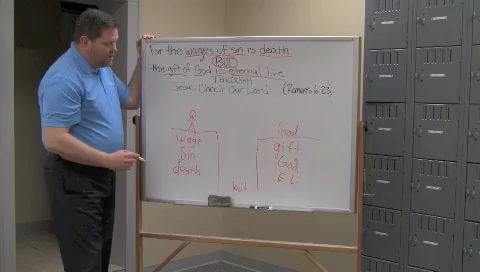 For the wages of sin is death
But
the gift of God is eternal life
THROUGH
Jesus Christ Our Lord (Romans 6:23)
wage
Sin
death
God
gift
God
E.L.
but